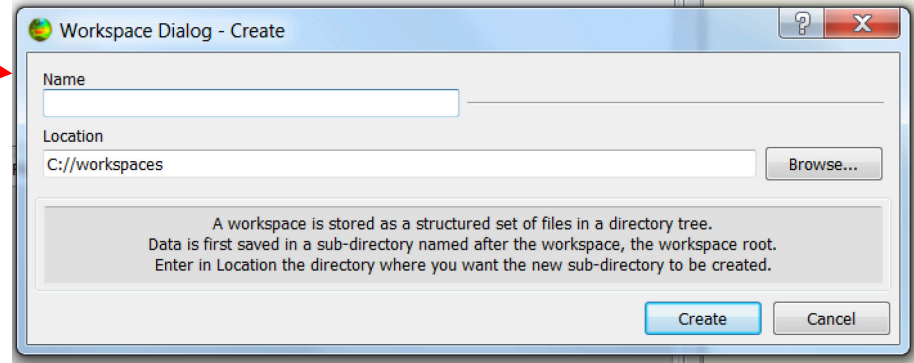 Workspace Dialog - Create
Name
Location
C://workspaces
Browse...
A workspace is stored as a structured set of files in a directory tree.
Data is first saved in a sub-directory named after the workspace, the workspace root.
Enter in Location the directory where you want the new sub-directory to be created.
Create Cancel